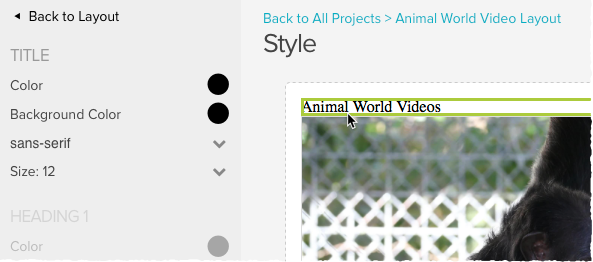 Back to Layout
TITLE
Color
Background Color
sans-serif
Size: 12
HEADING 1
Color
Back to All Projects > Animal World Video Layout
Style
Animal World Videos